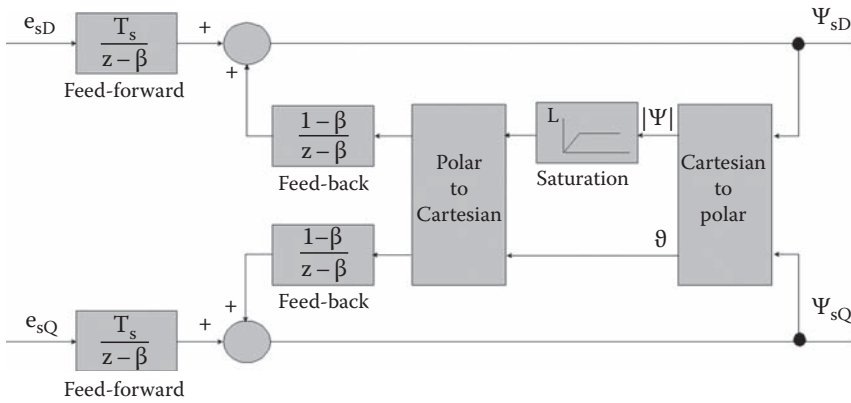 e_sD
T_s
z – β
Feed-forward
+
+
Ψ_sD
1 – β
z – β
Feed-back
Polar
to
Cartesian
L
Saturation
|Ψ|
Cartesian
to
polar
ϑ
1–β
z – β
Feed-back
+
+
e_sQ
T_s
z – β
Feed-forward
Ψ_sQ